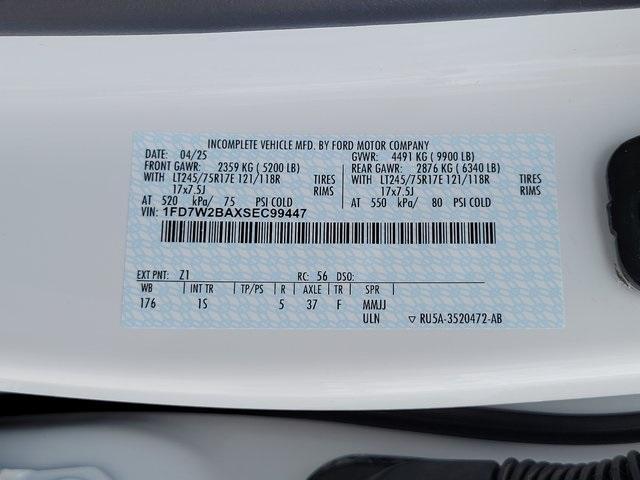 INCOMPLETE VEHICLE MFD. BY FORD MOTOR COMPANY
DATE: 04/25 GVWR: 4491 KG ( 9900 LB)
FRONT GAWR: 2359 KG ( 5200 LB) REAR GAWR: 2876 KG ( 6340 LB)
WITH LT245/75R17E 121/118R TIRES WITH LT245/75R17E 121/118R TIRES
17x7.5J RIMS 17x7.5J RIMS
AT 520 kPa/ 75 PSI COLD AT 550 kPa/ 80 PSI COLD
VIN: 1FD7W2BAXSEC99447
EXT PNT: Z1 RC: 56 DSO:
WB INT TR TP/PS R AXLE TR SPR
176 1S 5 37 F MMJJ
ULN ▽ RU5A-3520472-AB